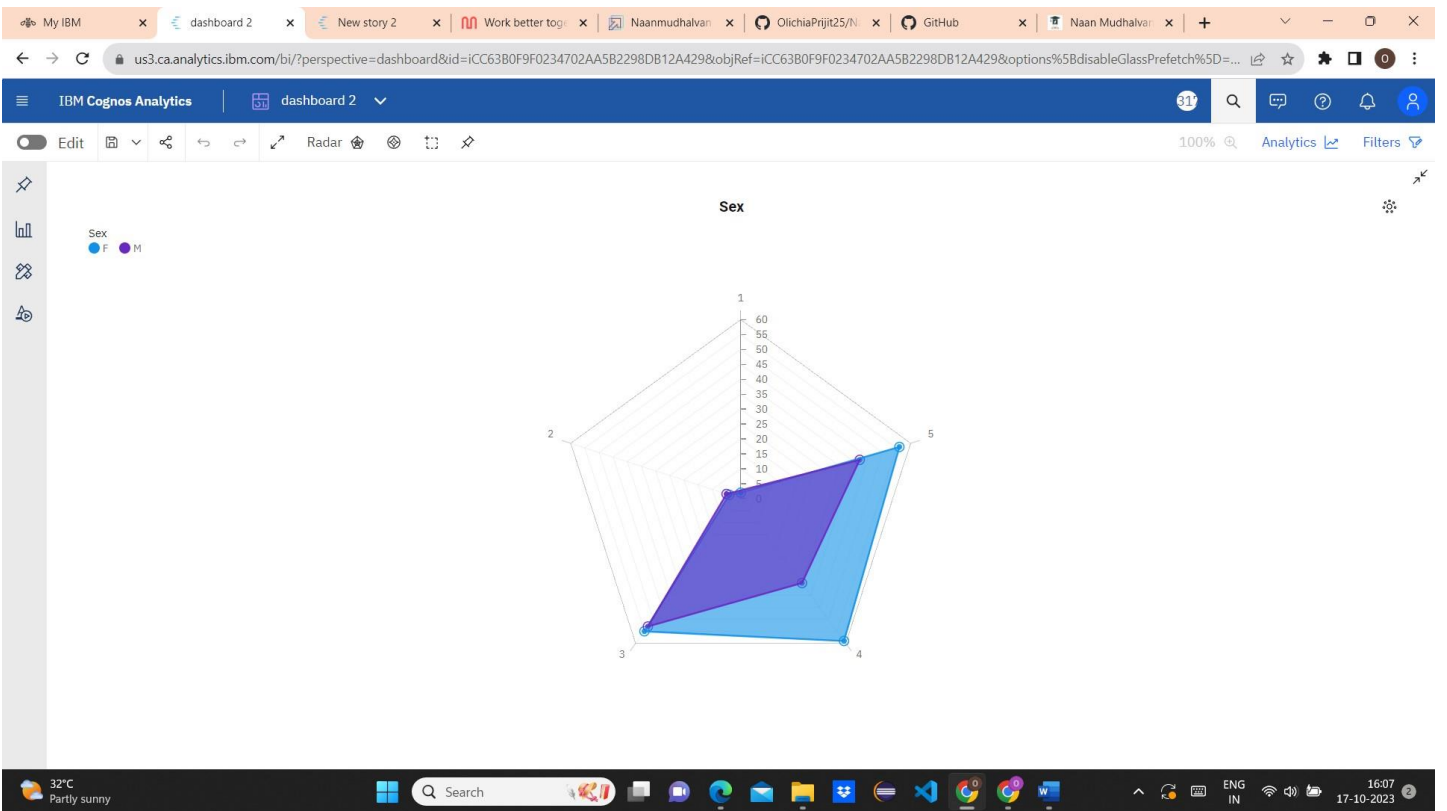 My IBM
dashboard 2
New story 2
Work better toge
Naanmudhalvan
OlichiaPrijit25/N
GitHub
Naan Mudhalvan
us3.ca.analytics.ibm.com/bi/?perspective=dashboard&id=iCC63B0F9F0234702AA5B2298DB12A429&objRef=iCC63B0F9F0234702AA5B2298DB12A429&options%5BdisableGlassPrefetch%5D=...
O
IBM Cognos Analytics
dashboard 2
Edit
Radar
100%
Analytics
Filters
Sex
Sex
F M
1
60
55
50
45
40
35
30
25
20
15
10
5
0
2
5
3
4
32°C
Partly sunny
Search
ENG
IN
16:07
17-10-2023
2